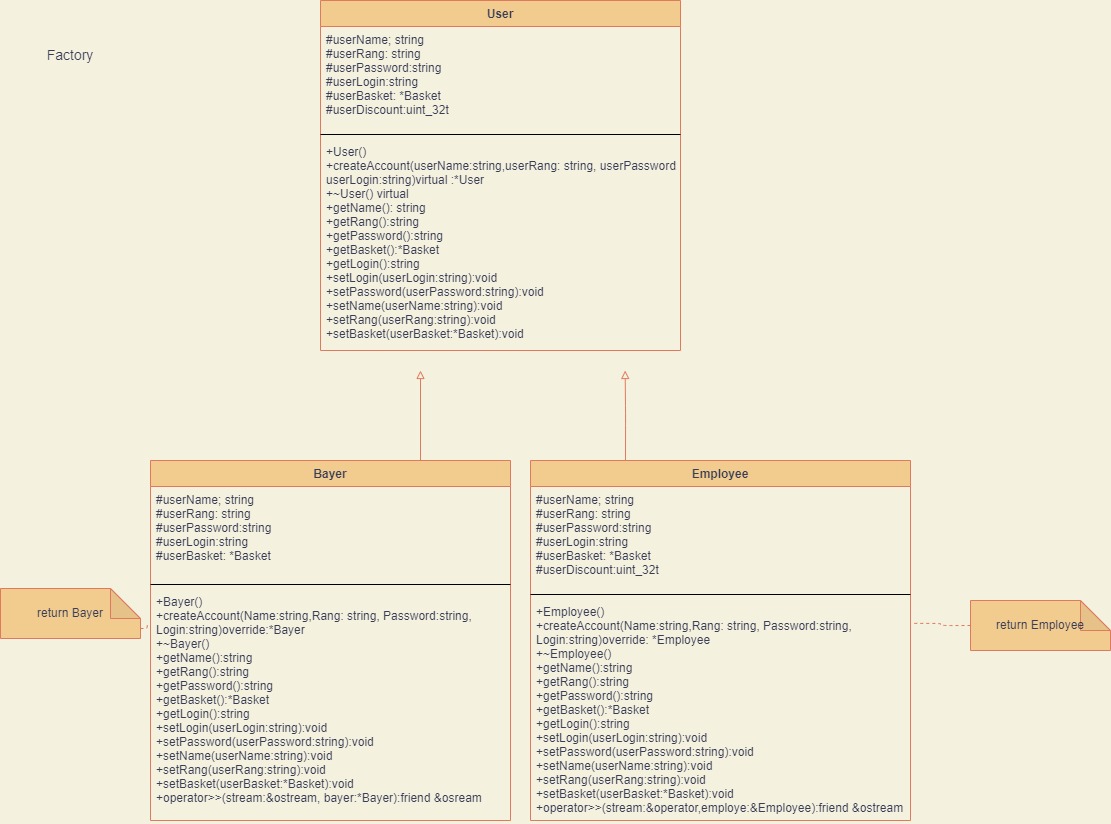 Factory
User
#userName; string
#userRang: string
#userPassword:string
#userLogin:string
#userBasket: *Basket
#userDiscount:uint_32t
+User()
+createAccount(userName:string,userRang: string, userPassword
userLogin:string)virtual :*User
+~User() virtual
+getName(): string
+getRang():string
+getPassword():string
+getBasket():*Basket
+getLogin():string
+setLogin(userLogin:string):void
+setPassword(userPassword:string):void
+setName(userName:string):void
+setRang(userRang:string):void
+setBasket(userBasket:*Basket):void
Bayer
#userName; string
#userRang: string
#userPassword:string
#userLogin:string
#userBasket: *Basket
+Bayer()
+createAccount(Name:string,Rang: string, Password:string,
Login:string)override:*Bayer
+~Bayer()
+getName():string
+getRang():string
+getPassword():string
+getBasket():*Basket
+getLogin():string
+setLogin(userLogin:string):void
+setPassword(userPassword:string):void
+setName(userName:string):void
+setRang(userRang:string):void
+setBasket(userBasket:*Basket):void
+operator>>(stream:&ostream, bayer:*Bayer):friend &osream
return Bayer
Employee
#userName; string
#userRang: string
#userPassword:string
#userLogin:string
#userBasket: *Basket
#userDiscount:uint_32t
+Employee()
+createAccount(Name:string,Rang: string, Password:string,
Login:string)override: *Employee
+~Employee()
+getName():string
+getRang():string
+getPassword():string
+getBasket():*Basket
+getLogin():string
+setLogin(userLogin:string):void
+setPassword(userPassword:string):void
+setName(userName:string):void
+setRang(userRang:string):void
+setBasket(userBasket:*Basket):void
+operator>>(stream:&operator,employe:&Employee):friend &ostream
return Employee